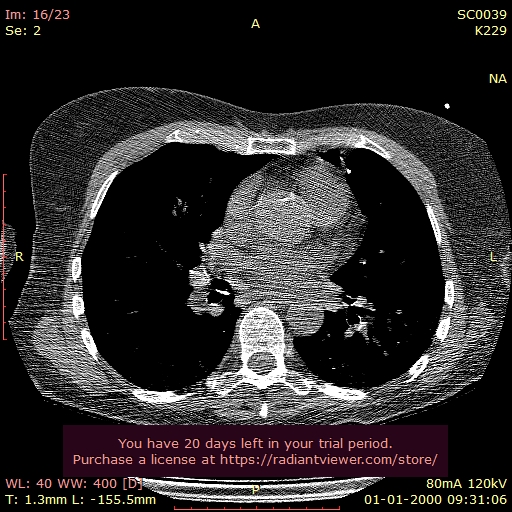 Im: 16/23
Se: 2
A
SC0039
K229
NA
R
L
You have 20 days left in your trial period.
Purchase a license at https://radiantviewer.com/store/
WL: 40 WW: 400 [D]
T: 1.3mm L: -155.5mm
P
80mA 120kV
01-01-2000 09:31:06